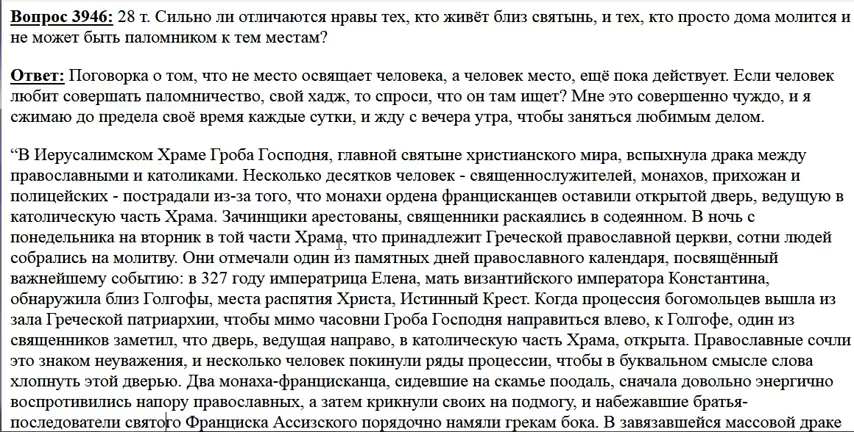 Вопрос 3946: 28 т. Сильно ли отличаются нравы тех, кто живёт близ святынь, и тех, кто просто дома молится и
не может быть паломником к тем местам?
Ответ: Поговорка о том, что не место освящает человека, а человек место, ещё пока действует. Если человек
любит совершать паломничество, свой хадж, то спроси, что он там ищет? Мне это совершенно чуждо, и я
сжимаю до предела своё время каждые сутки, и жду с вечера утра, чтобы заняться любимым делом.
“В Иерусалимском Храме Гроба Господня, главной святыне христианского мира, вспыхнула драка между
православными и католиками. Несколько десятков человек - священнослужителей, монахов, прихожан и
полицейских - пострадали из-за того, что монахи ордена францисканцев оставили открытой дверь, ведущую в
католическую часть Храма. Зачинщики арестованы, священники раскаялись в содеянном. В ночь с
понедельника на вторник в той части Храма, что принадлежит Греческой православной церкви, сотни людей
собрались на молитву. Они отмечали один из памятных дней православного календаря, посвящённый
важнейшему событию: в 327 году императрица Елена, мать византийского императора Константина,
обнаружила близ Голгофы, места распятия Христа, Истинный Крест. Когда процессия богомольцев вышла из
зала Греческой патриархии, чтобы мимо часовни Гроба Господня направиться влево, к Голгофе, один из
священников заметил, что дверь, ведущая направо, в католическую часть Храма, открыта. Православные сочли
это знаком неуважения, и несколько человек покинули ряды процессии, чтобы в буквальном смысле слова
хлопнуть этой дверью. Два монаха-францисканца, сидевшие на скамье поодаль, сначала довольно энергично
воспротивились напору православных, а затем крикнули своих на подмогу, и набежавшие братья-
последователи святого Франциска Ассизского порядочно намяли грекам бока. В завязавшейся массовой драке